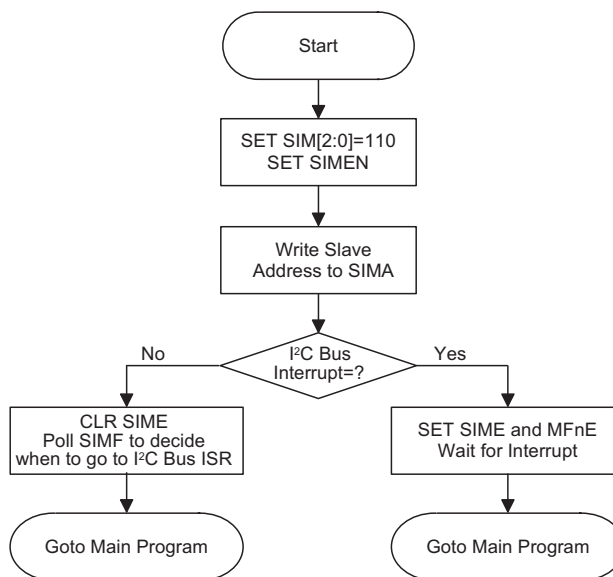 Start
SET SIM[2:0]=110
SET SIMEN
Write Slave
Address to SIMA
I²C Bus
Interrupt=?
No
Yes
CLR SIME
Poll SIMF to decide
when to go to I²C Bus ISR
SET SIME and MFnE
Wait for Interrupt
Goto Main Program
Goto Main Program